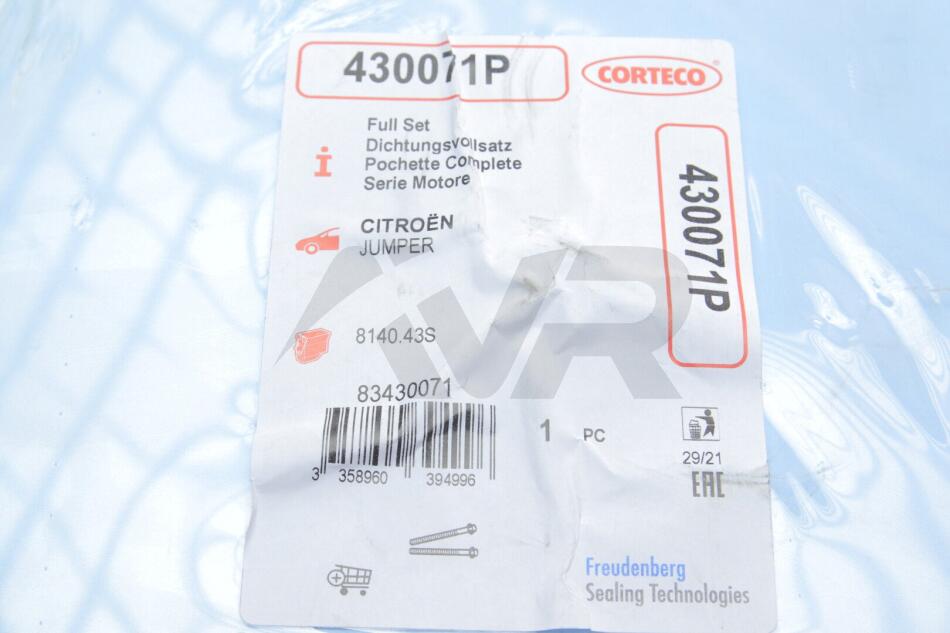 430071P
CORTECO
Full Set
Dichtungsvollsatz
Pochette Complete
Serie Motore
430071P
CITROËN
JUMPER
8140.43S
83430071
3 358960 394996
1 PC
29/21
EAC
Freudenberg
Sealing Technologies
VR